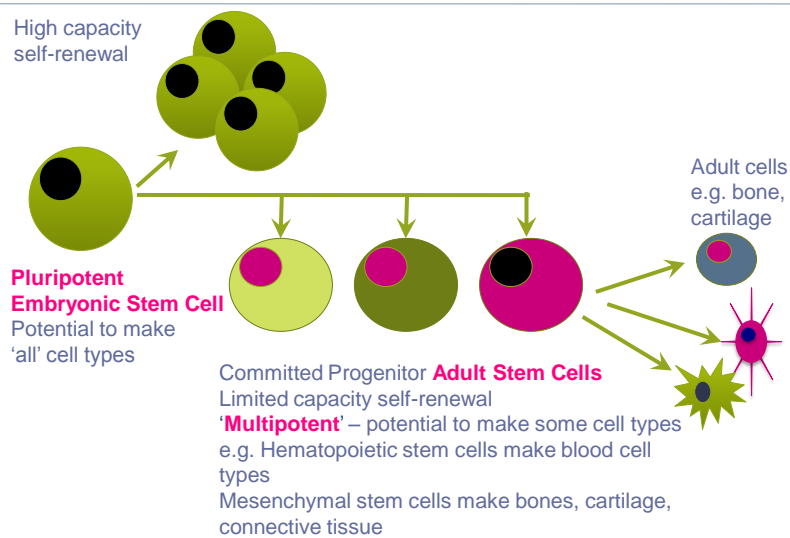 High capacity
self-renewal
Adult cells
e.g. bone,
cartilage
Pluripotent
Embryonic Stem Cell
Potential to make
‘all’ cell types
Committed Progenitor Adult Stem Cells
Limited capacity self-renewal
‘Multipotent’ – potential to make some cell types
e.g. Hematopoietic stem cells make blood cell
types
Mesenchymal stem cells make bones, cartilage,
connective tissue